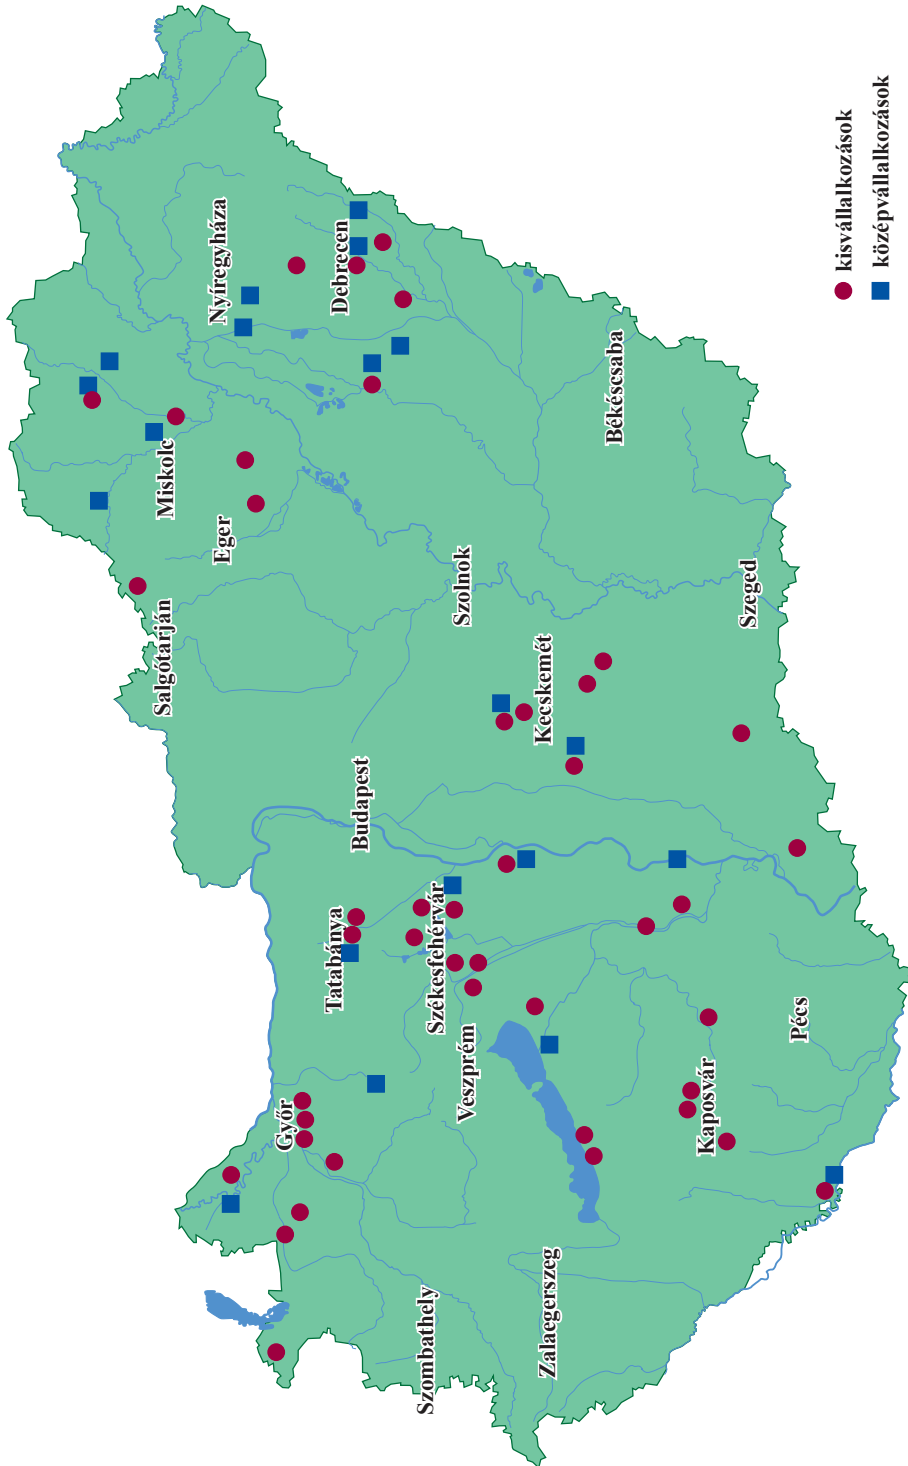 Salgótarján
Miskolc
Eger
Nyíregyháza
Debrecen
Győr
Tatabánya
Budapest
Szombathely
Veszprém
Székesfehérvár
Szolnok
Zalaegerszeg
Kecskemét
Békéscsaba
Kaposvár
Szeged
Pécs
kisvállalkozások
középvállalkozások